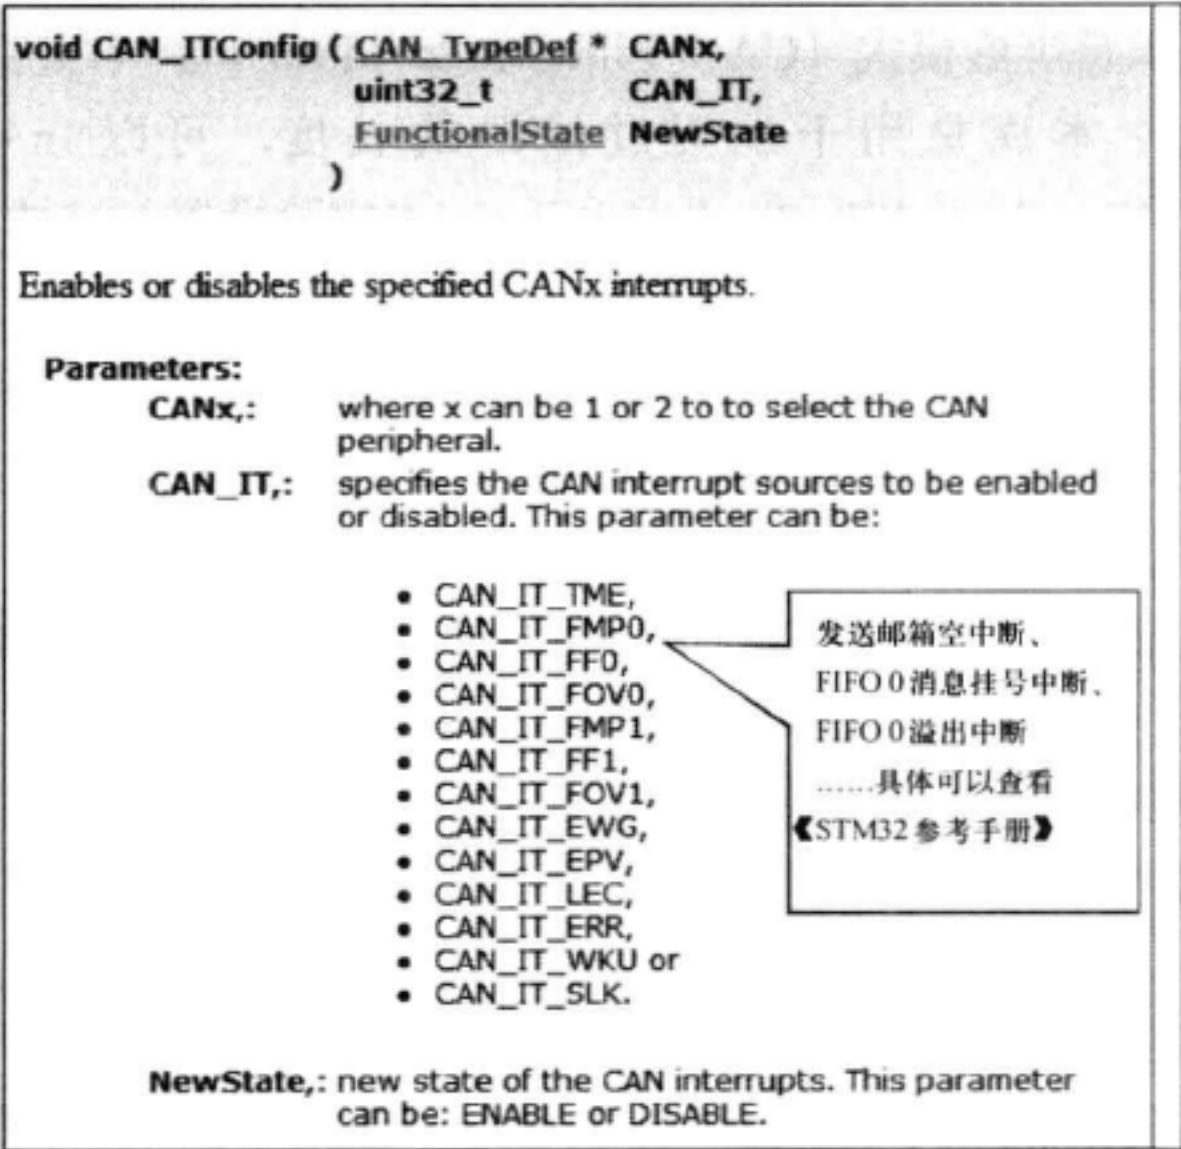 void CAN_ITConfig ( CAN_TypeDef * CANx,
uint32_t CAN_IT,
FunctionalState NewState
)
Enables or disables the specified CANx interrupts.
Parameters:
CANx,: where x can be 1 or 2 to to select the CAN
peripheral.
CAN_IT,: specifies the CAN interrupt sources to be enabled
or disabled. This parameter can be:
• CAN_IT_TME,
• CAN_IT_FMP0,
• CAN_IT_FF0,
• CAN_IT_FOV0,
• CAN_IT_FMP1,
• CAN_IT_FF1,
• CAN_IT_FOV1,
• CAN_IT_EWG,
• CAN_IT_EPV,
• CAN_IT_LEC,
• CAN_IT_ERR,
• CAN_IT_WKU or
• CAN_IT_SLK.
发送邮箱空中断、
FIFO 0 消息挂号中断、
FIFO 0 溢出中断
……具体可以查看
《STM32 参考手册》
NewState,: new state of the CAN interrupts. This parameter
can be: ENABLE or DISABLE.